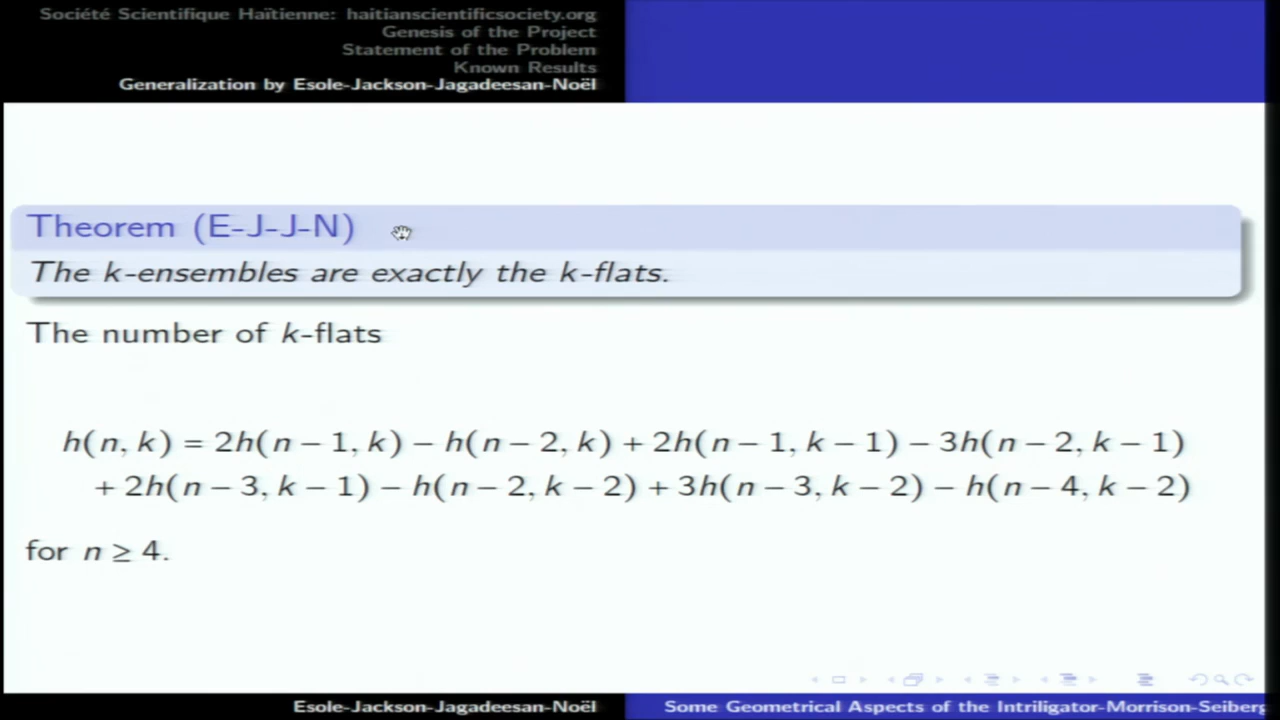 Société Scientifique Haïtienne: haitianscientificsociety.org
Genesis of the Project
Statement of the Problem
Known Results
Generalization by Esole-Jackson-Jagadeesan-Noël
Theorem (E-J-J-N)
The k-ensembles are exactly the k-flats.
The number of k-flats
h(n, k) = 2h(n − 1, k) − h(n − 2, k) + 2h(n − 1, k − 1) − 3h(n − 2, k − 1)
+ 2h(n − 3, k − 1) − h(n − 2, k − 2) + 3h(n − 3, k − 2) − h(n − 4, k − 2)
for n ≥ 4.
Esole-Jackson-Jagadeesan-Noël
Some Geometrical Aspects of the Intriligator-Morrison-Seiberg